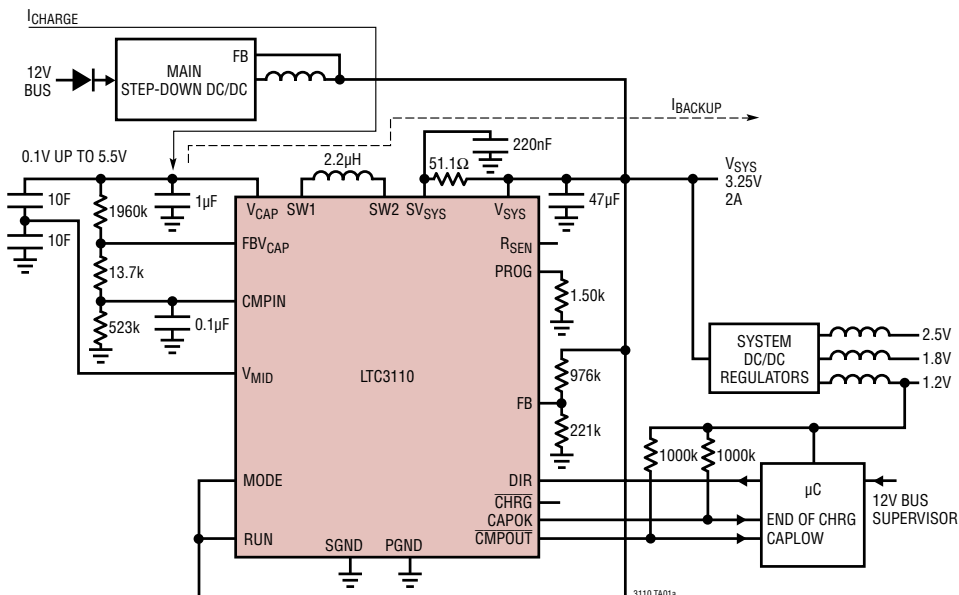 ICHARGE
FB
MAIN
STEP-DOWN DC/DC
12V
BUS
IBACKUP
0.1V UP TO 5.5V
220nF
2.2µH
51.1Ω
VSYS
3.25V
2A
10F
1960k
1µF
47µF
VCAP
SW1
SW2
SVSYS
VSYS
10F
FBVCAP
RSEN
PROG
13.7k
1.50k
CMPIN
523k
0.1µF
SYSTEM
DC/DC
REGULATORS
2.5V
1.8V
1.2V
VMID
LTC3110
976k
FB
221k
1000k
1000k
MODE
DIR
µC
CHRG
12V BUS
SUPERVISOR
CAPOK
END OF CHRG
RUN
SGND
PGND
CMPOUT
CAPLOW
3110 TA01a